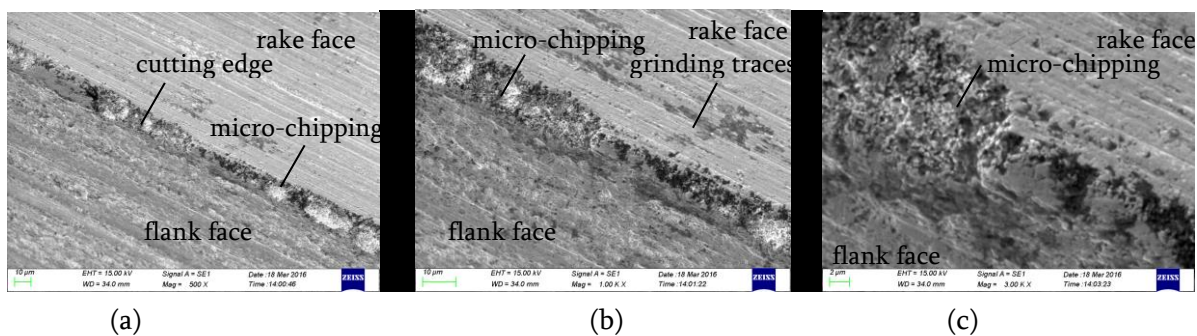 rake face
cutting edge
micro-chipping
flank face
10 µm
EHT = 15.00 kV
WD = 34.0 mm
Signal A = SE1
Mag = 500 X
Date :18 Mar 2016
Time :14:00:46
ZEISS
(a)
micro-chipping
rake face
grinding traces
flank face
10 µm
EHT = 15.00 kV
WD = 34.0 mm
Signal A = SE1
Mag = 1.00 K X
Date :18 Mar 2016
Time :14:01:22
ZEISS
(b)
rake face
micro-chipping
flank face
2 µm
EHT = 15.00 kV
WD = 34.0 mm
Signal A = SE1
Mag = 3.00 K X
Date :18 Mar 2016
Time :14:03:23
ZEISS
(c)